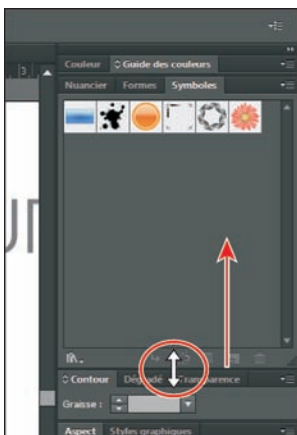 Couleur Guide des couleurs
3
Nuancier Formes Symboles
Contour Dégradé Transparence
Graisse :
Aspect Styles graphiques